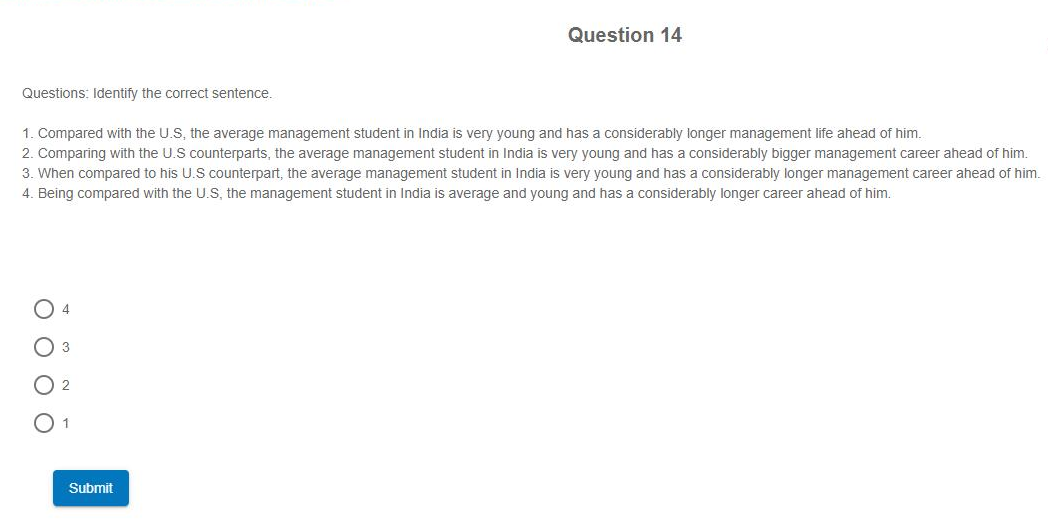 Question 14
Questions: Identify the correct sentence.
1. Compared with the U.S, the average management student in India is very young and has a considerably longer management life ahead of him.
2. Comparing with the U.S counterparts, the average management student in India is very young and has a considerably bigger management career ahead of him.
3. When compared to his U.S counterpart, the average management student in India is very young and has a considerably longer management career ahead of him.
4. Being compared with the U.S, the management student in India is average and young and has a considerably longer career ahead of him.
4
3
2
1
Submit